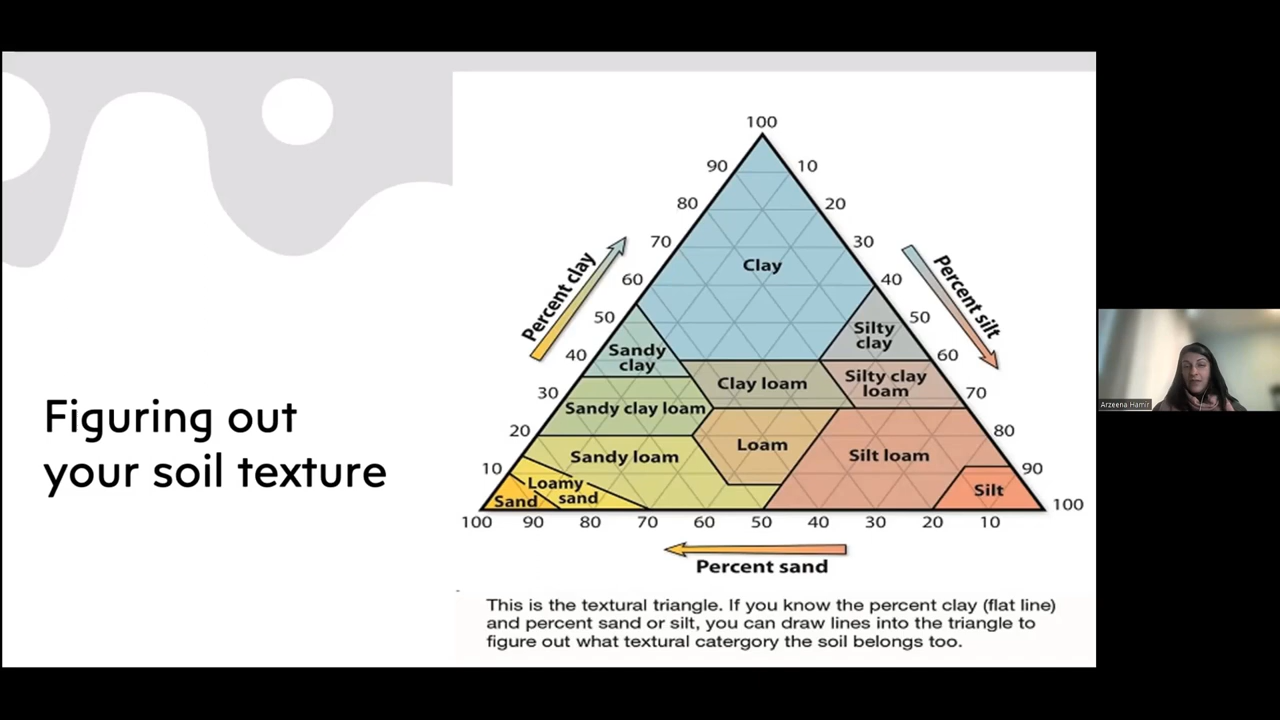 Figuring out
your soil texture
100
90
10
80
20
70
30
Percent clay
Percent silt
Clay
60
40
50
50
Silty
clay
40
60
Sandy
clay
Clay loam
Silty clay
loam
30
70
Sandy clay loam
20
80
Loam
Sandy loam
Silt loam
10
90
Loamy
sand
Sand
Silt
100
100
90
80
70
60
50
40
30
20
10
Percent sand
This is the textural triangle. If you know the percent clay (flat line)
and percent sand or silt, you can draw lines into the triangle to
figure out what textural catergory the soil belongs too.
Arzeena Hamir